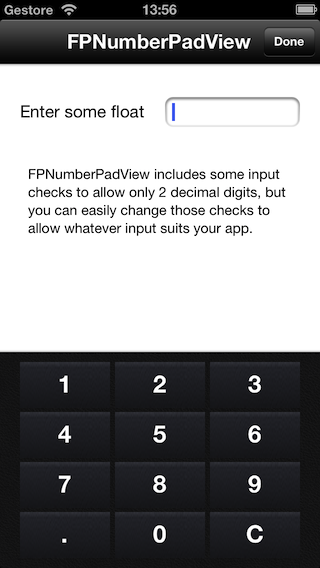 Gestore 13:56
FPNumberPadView Done
Enter some float
FPNumberPadView includes some input
checks to allow only 2 decimal digits, but
you can easily change those checks to
allow whatever input suits your app.
1 2 3
4 5 6
7 8 9
. 0 C